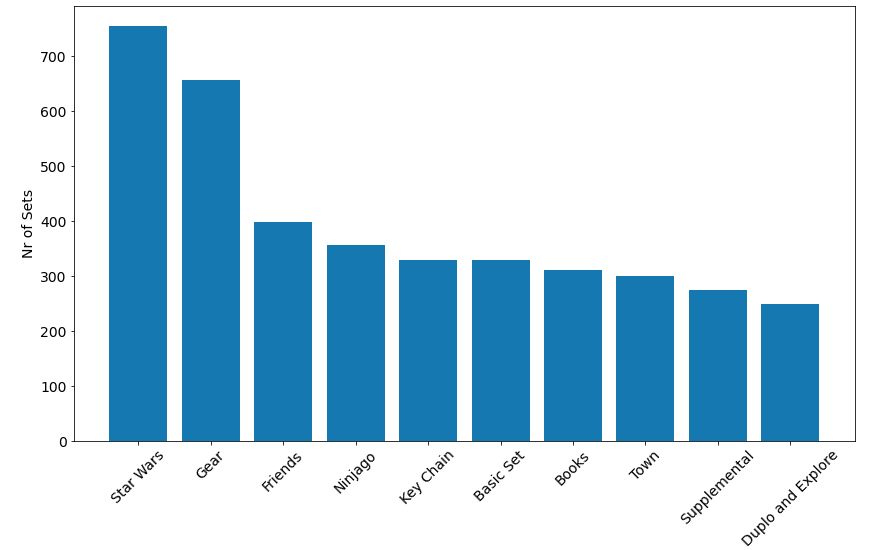 700
600
500
400
300
200
100
0
Nr of Sets
Star Wars
Gear
Friends
Ninjago
Key Chain
Basic Set
Books
Town
Supplemental
Duplo and Explore